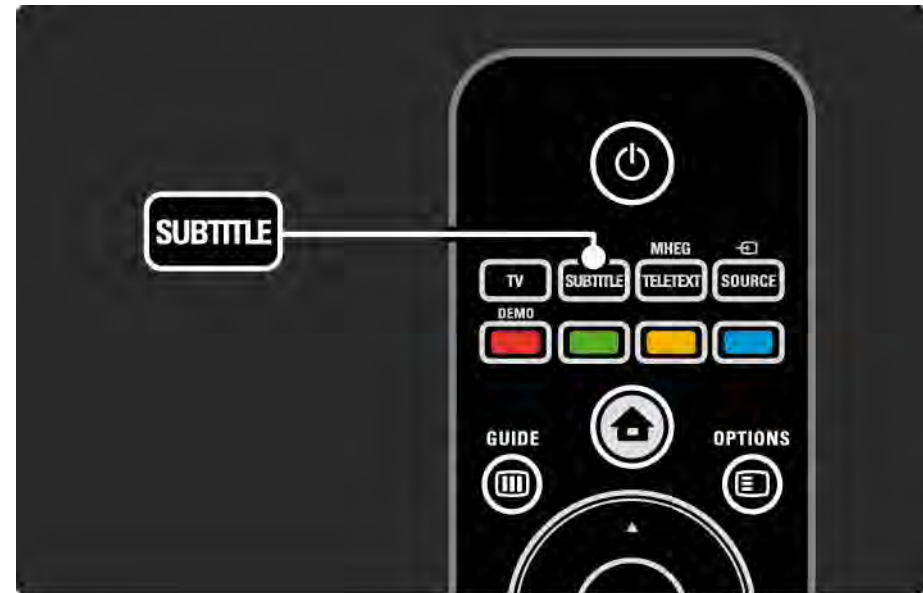 SUBTITLE
MHEG
TV SUBTITLE TELETEXT SOURCE
DEMO
GUIDE OPTIONS